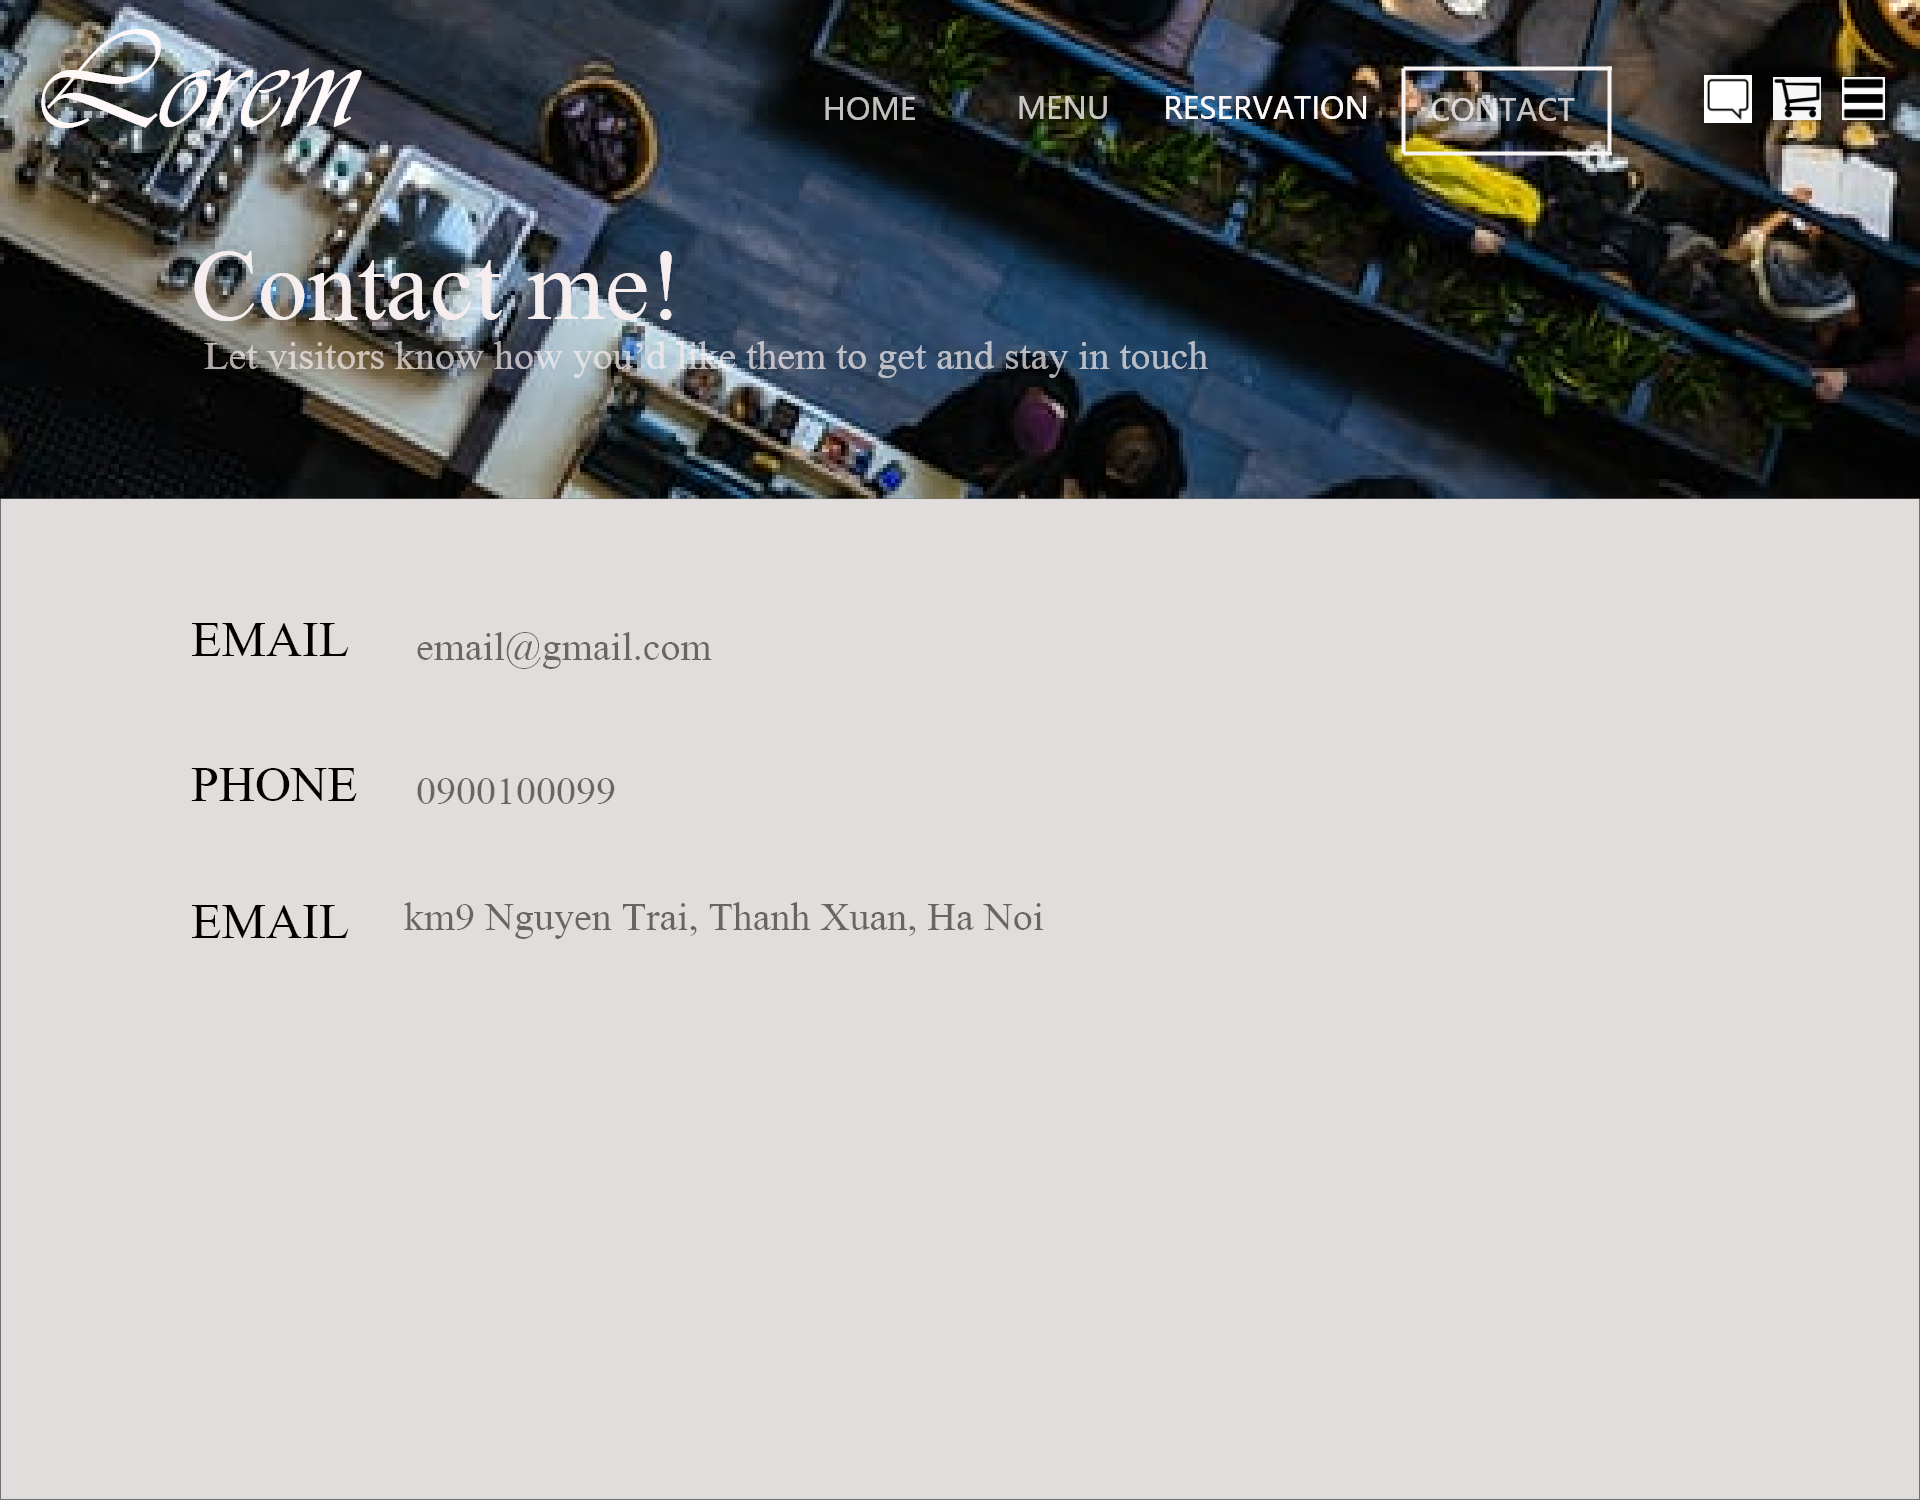 Lorem
HOME MENU RESERVATION CONTACT
Contact me!
Let visitors know how you'd like them to get and stay in touch
EMAIL email@gmail.com
PHONE 0900100099
EMAIL km9 Nguyen Trai, Thanh Xuan, Ha Noi